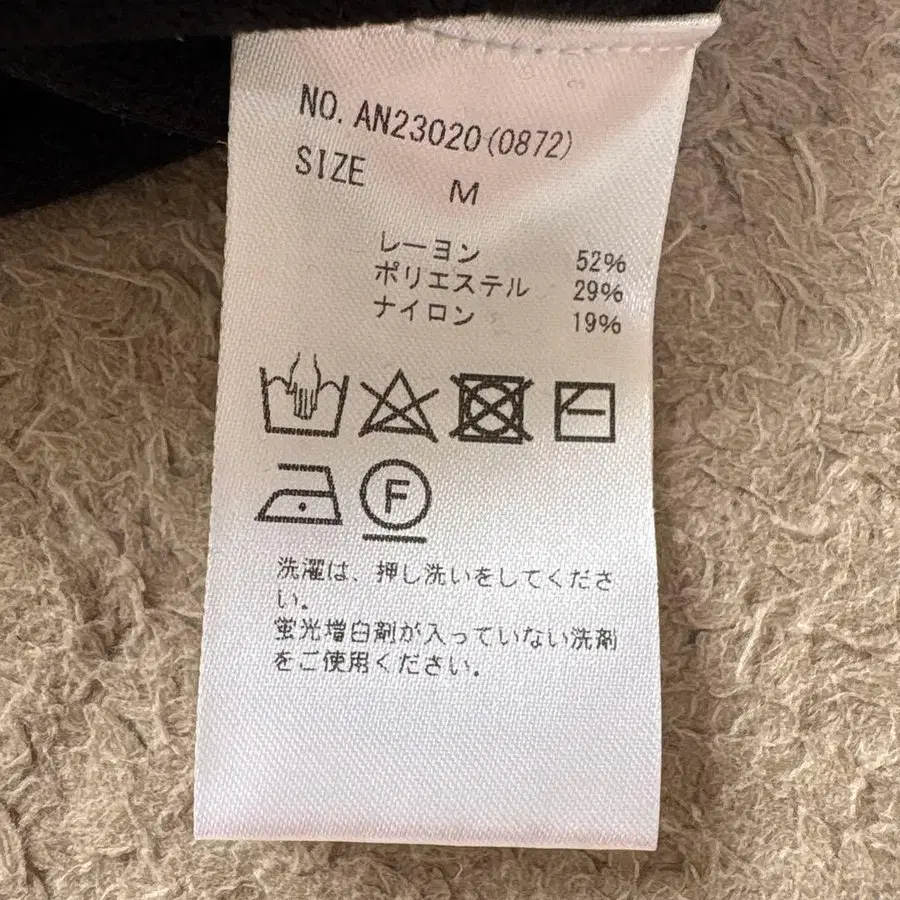 NO. AN23020(0872)
SIZE M
レーヨン 52%
ポリエステル 29%
ナイロン 19%
F
洗濯は、押し洗いをしてくださ
い。
蛍光増白剤が入っていない洗剤
をご使用ください。